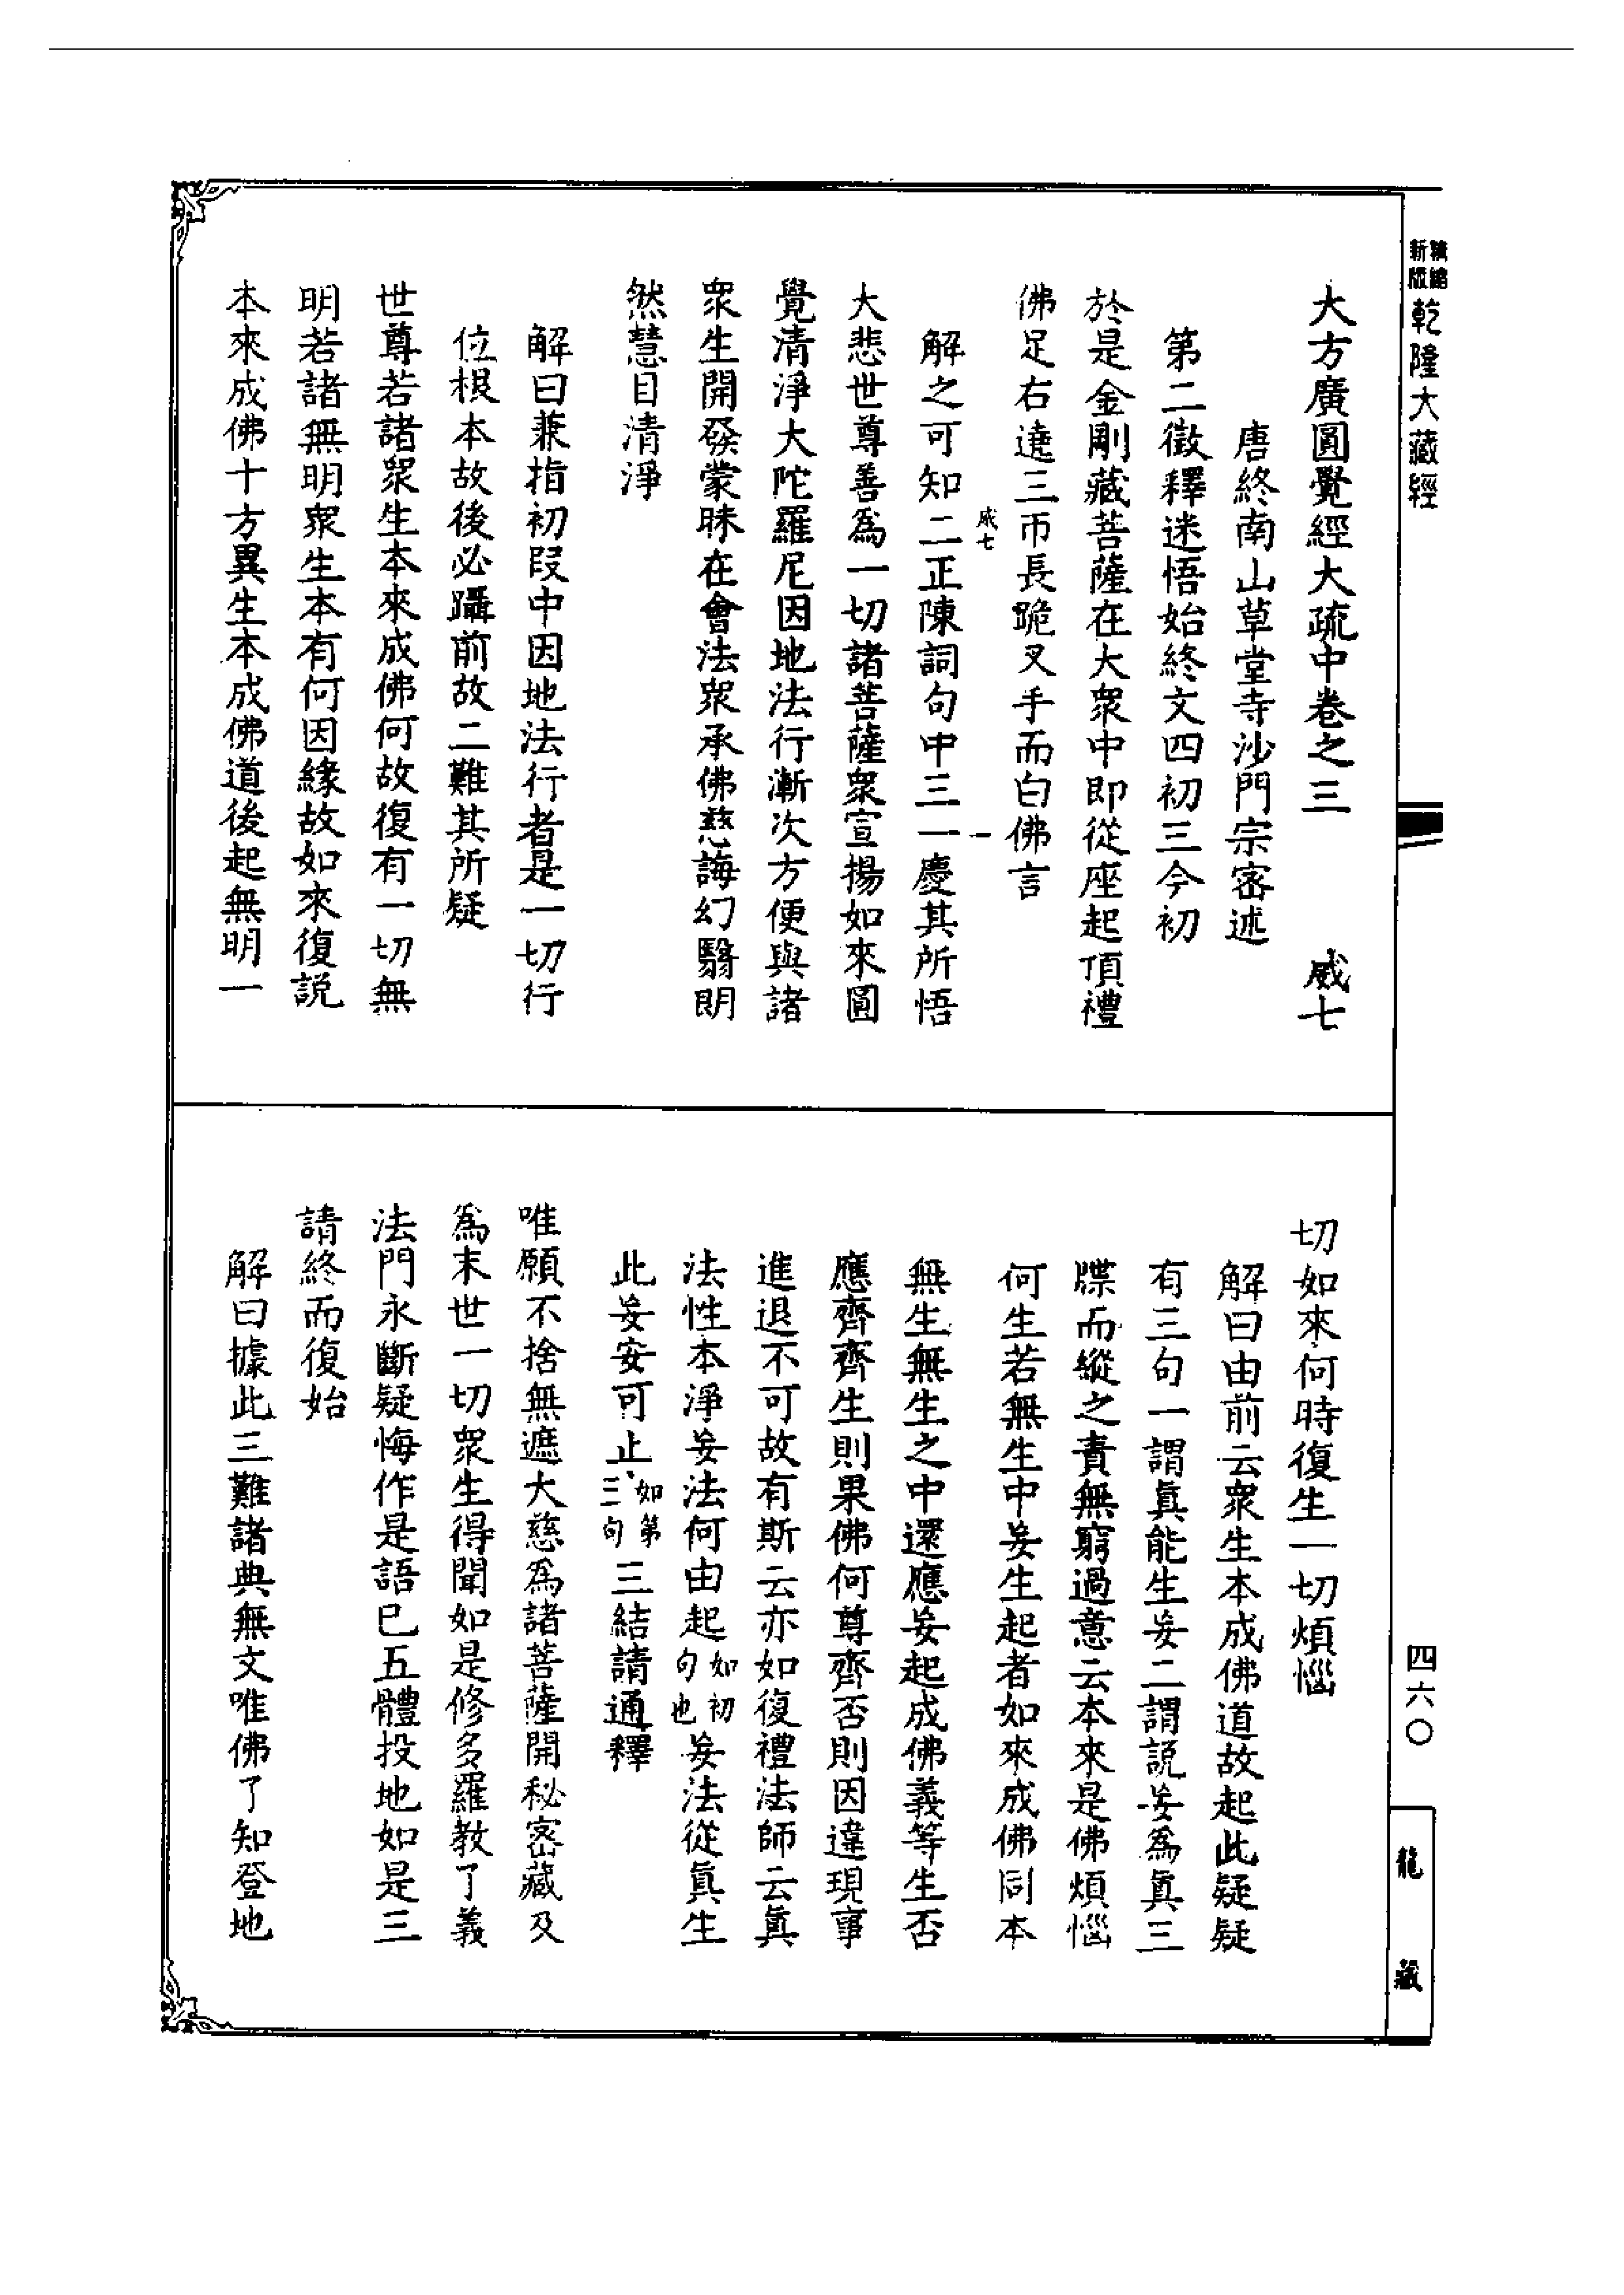 新版精縮 乾隆大藏經
大方廣圓覺經大疏中卷之三 威七
唐終南山草堂寺沙門宗密述
第二徵釋迷悟始終文四初三今初
於是金剛藏菩薩在大衆中即從座起頂禮
佛足右遶三帀長跪叉手而白佛言
威七 一
解之可知二正陳詞句中三一慶其所悟
大悲世尊善爲一切諸菩薩衆宣揚如來圓
覺清淨大陀羅尼因地法行漸次方便與諸
衆生開發蒙昧在會法衆承佛慈誨幻翳朗
然慧目清淨
解曰兼指初段中因地法行者是一切行
位根本故後必躡前故二難其所疑
世尊若諸衆生本來成佛何故復有一切無
明若諸無明衆生本有何因緣故如來復說
本來成佛十方異生本成佛道後起無明一
切如來何時復生一切煩惱
解曰由前云衆生本成佛道故起此疑疑
有三句一謂眞能生妄二謂説妄爲眞三
牒而縱之責無窮過意云本來是佛煩惱
何生若無生中妄生起者如來成佛同本
無生無生之中還應妄起成佛義等生否
應齊齊生則果佛何尊齊否則因違現事
進退不可故有斯云亦如復禮法師云眞
法性本淨妄法何由起如初句也妄法從眞生
此妄安可止如第三句三結請通釋
唯願不捨無遮大慈爲諸菩薩開秘密藏及
爲末世一切衆生得聞如是修多羅教了義
法門永斷疑悔作是語巳五體投地如是三
請終而復始
解曰據此三難諸典無文唯佛了知登地
四六〇
龍藏